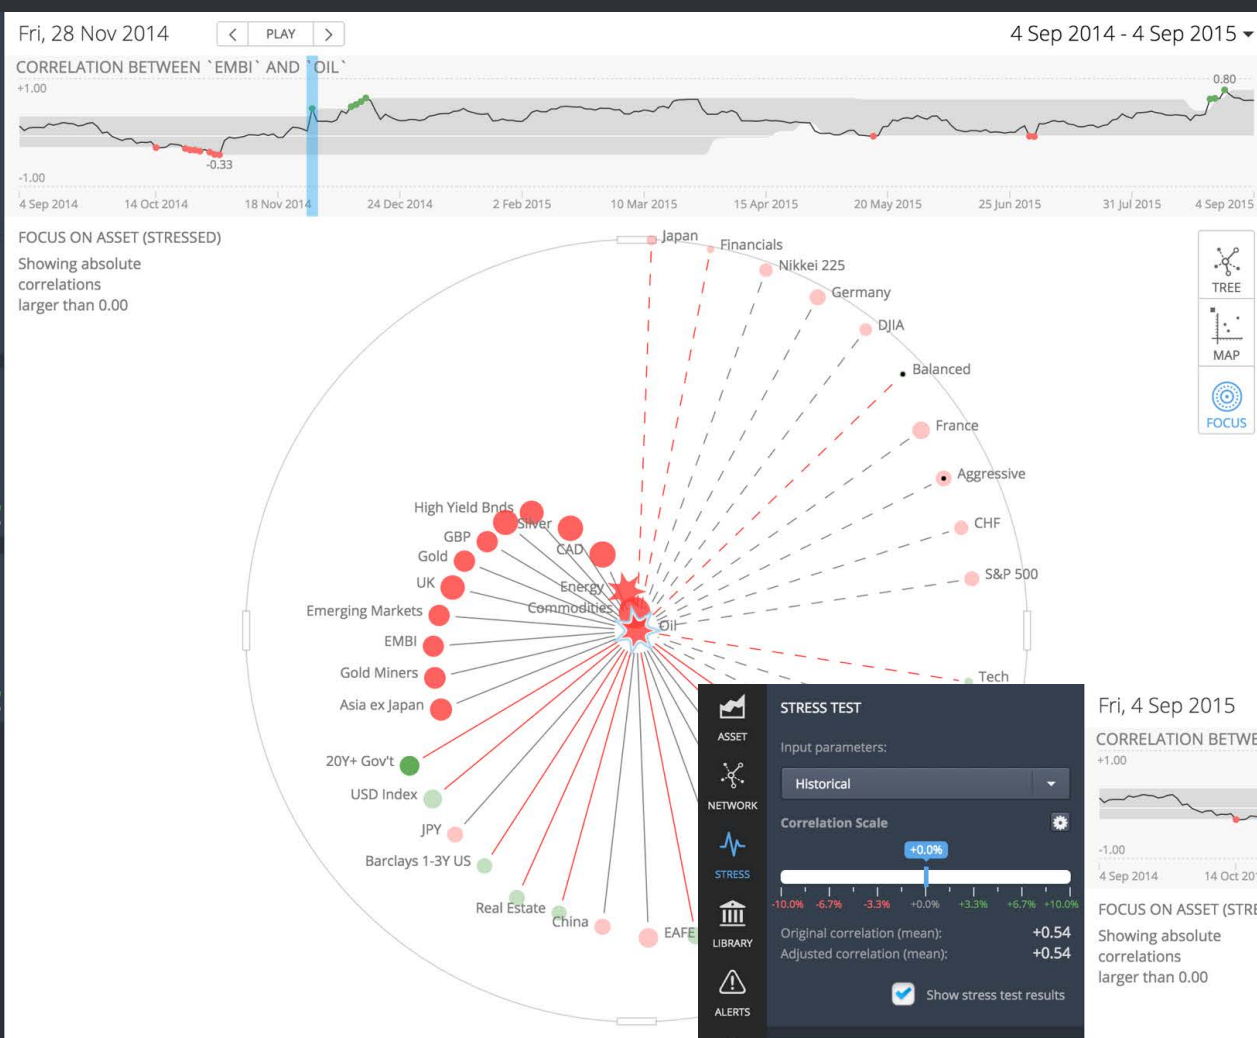 Fri, 28 Nov 2014
PLAY
4 Sep 2014 - 4 Sep 2015
CORRELATION BETWEEN `EMBI` AND `OIL`
+1.00
0.80
-0.33
-1.00
4 Sep 2014 14 Oct 2014 18 Nov 2014 24 Dec 2014 2 Feb 2015 10 Mar 2015 15 Apr 2015 20 May 2015 25 Jun 2015 31 Jul 2015 4 Sep 2015
FOCUS ON ASSET (STRESSED)
Showing absolute
correlations
larger than 0.00
Japan
Financials
Nikkei 225
Germany
DJIA
Balanced
France
Aggressive
CHF
S&P 500
Tech
TREE
MAP
FOCUS
High Yield Bnds
Silver
GBP
CAD
Gold
UK
Energy
Commodities
Emerging Markets
Oil
EMBI
Gold Miners
Asia ex Japan
20Y+ Gov't
USD Index
JPY
Barclays 1-3Y US
Real Estate
China
EAFE
ASSET
NETWORK
STRESS
LIBRARY
ALERTS
STRESS TEST
Input parameters:
Historical
Correlation Scale
+0.0%
-10.0% -6.7% -3.3% +0.0% +3.3% +6.7% +10.0%
Original correlation (mean): +0.54
Adjusted correlation (mean): +0.54
Show stress test results
Fri, 4 Sep 2015
CORRELATION BETWE
+1.00
-1.00
4 Sep 2014 14 Oct 201
FOCUS ON ASSET (STRE
Showing absolute
correlations
larger than 0.00